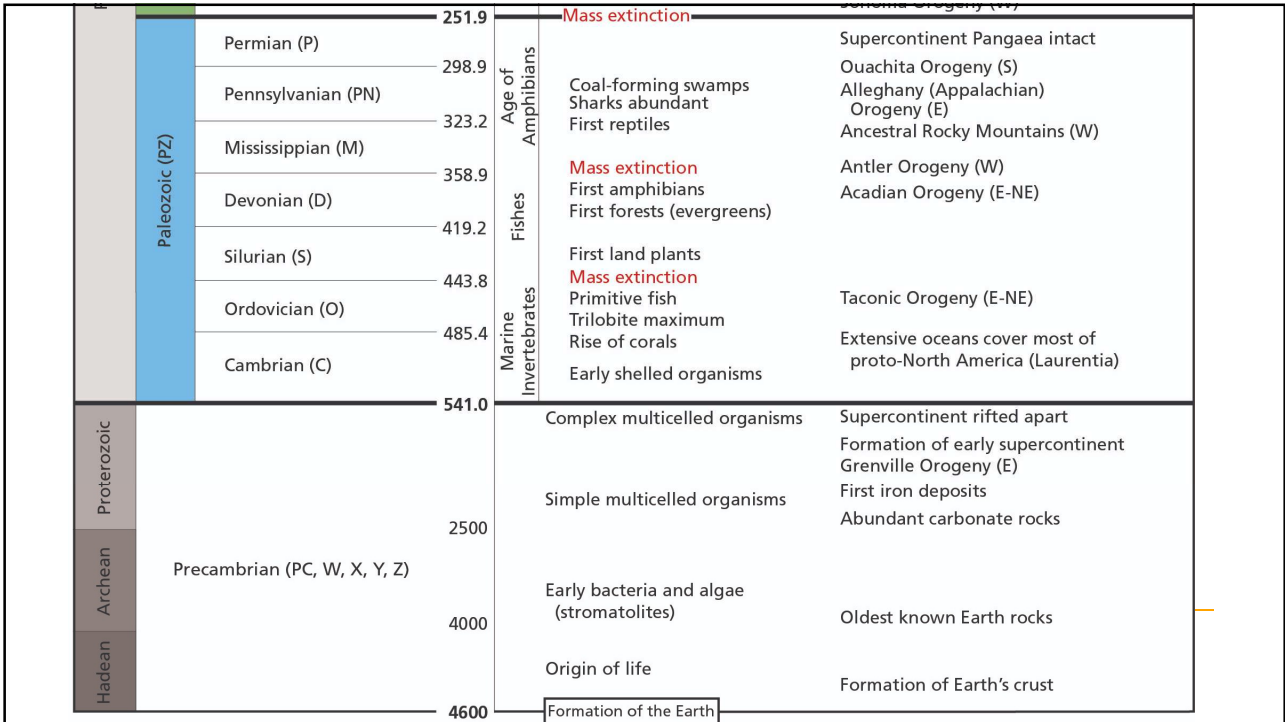 Sonoma Orogeny (W)
251.9
Mass extinction
Permian (P)
Supercontinent Pangaea intact
298.9
Ouachita Orogeny (S)
Age of
Amphibians
Pennsylvanian (PN)
Coal-forming swamps
Alleghany (Appalachian)
Sharks abundant
Orogeny (E)
323.2
First reptiles
Ancestral Rocky Mountains (W)
Paleozoic (PZ)
Mississippian (M)
Mass extinction
Antler Orogeny (W)
358.9
First amphibians
Acadian Orogeny (E-NE)
Devonian (D)
Fishes
First forests (evergreens)
419.2
Silurian (S)
First land plants
443.8
Mass extinction
Ordovician (O)
Primitive fish
Taconic Orogeny (E-NE)
Marine
Invertebrates
Trilobite maximum
485.4
Rise of corals
Extensive oceans cover most of
proto-North America (Laurentia)
Cambrian (C)
Early shelled organisms
541.0
Complex multicelled organisms
Supercontinent rifted apart
Proterozoic
Formation of early supercontinent
Grenville Orogeny (E)
Simple multicelled organisms
First iron deposits
2500
Abundant carbonate rocks
Precambrian (PC, W, X, Y, Z)
Archean
Early bacteria and algae
(stromatolites)
4000
Oldest known Earth rocks
Hadean
Origin of life
Formation of Earth's crust
4600
Formation of the Earth